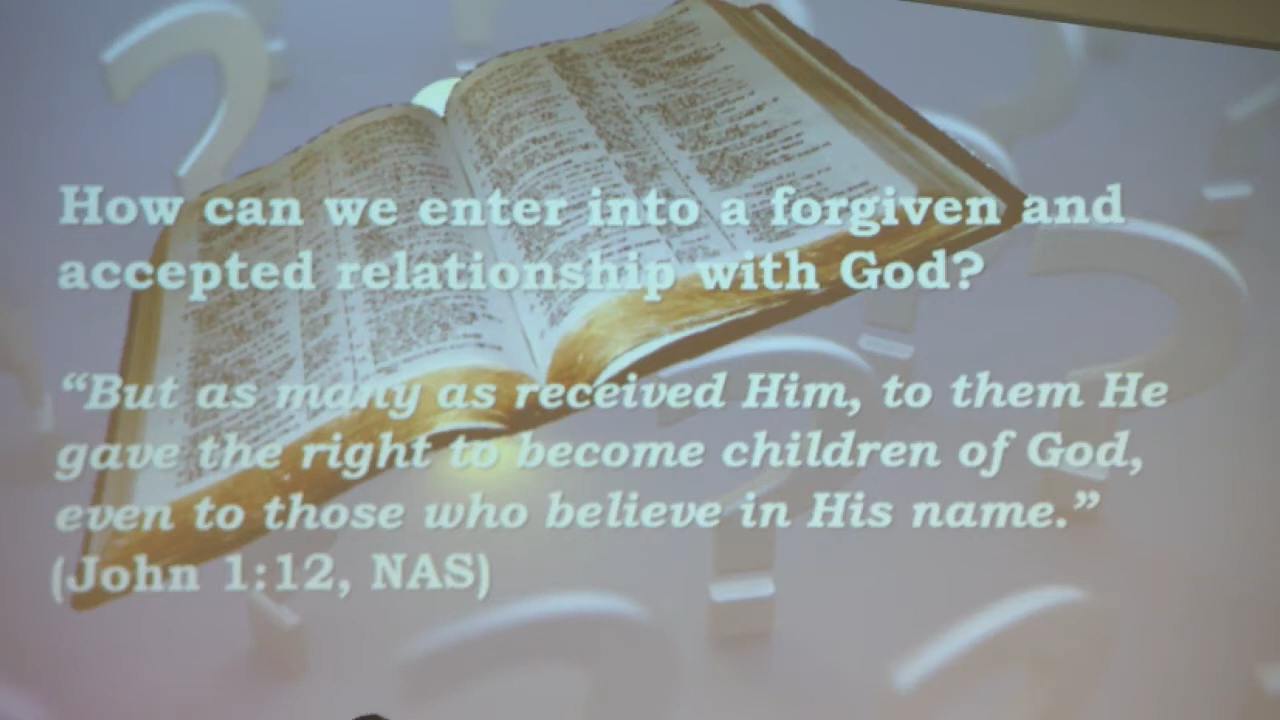 How can we enter into a forgiven and
accepted relationship with God?
“But as many as received Him, to them He
gave the right to become children of God,
even to those who believe in His name.”
(John 1:12, NAS)